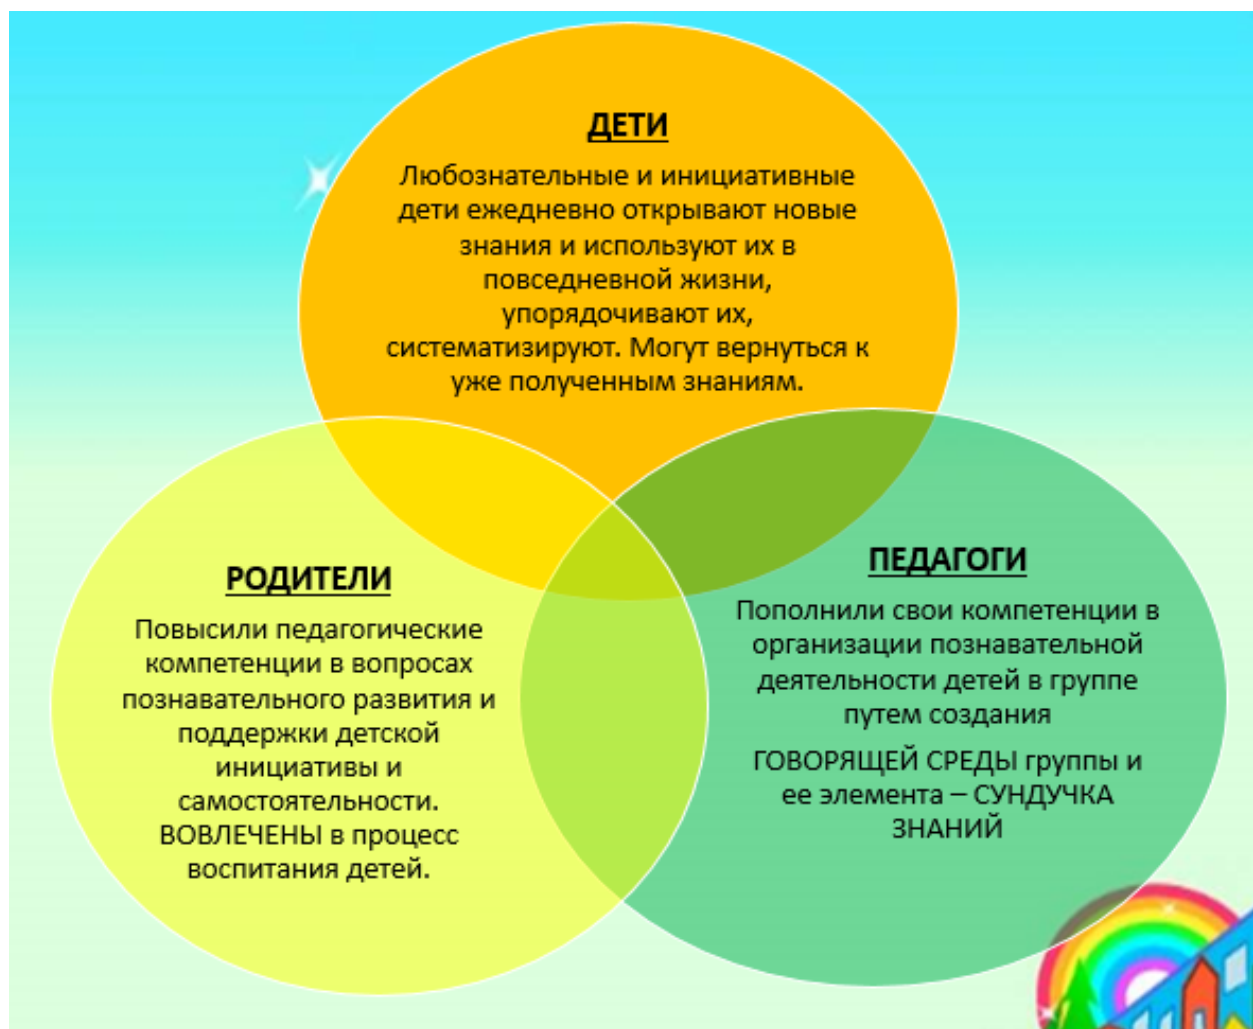 ДЕТИ
Любознательные и инициативные
дети ежедневно открывают новые
знания и используют их в
повседневной жизни,
упорядочивают их,
систематизируют. Могут вернуться к
уже полученным знаниям.
РОДИТЕЛИ
Повысили педагогические
компетенции в вопросах
познавательного развития и
поддержки детской
инициативы и
самостоятельности.
ВОВЛЕЧЕНЫ в процесс
воспитания детей.
ПЕДАГОГИ
Пополнили свои компетенции в
организации познавательной
деятельности детей в группе
путем создания
ГОВОРЯЩЕЙ СРЕДЫ группы и
ее элемента – СУНДУЧКА
ЗНАНИЙ